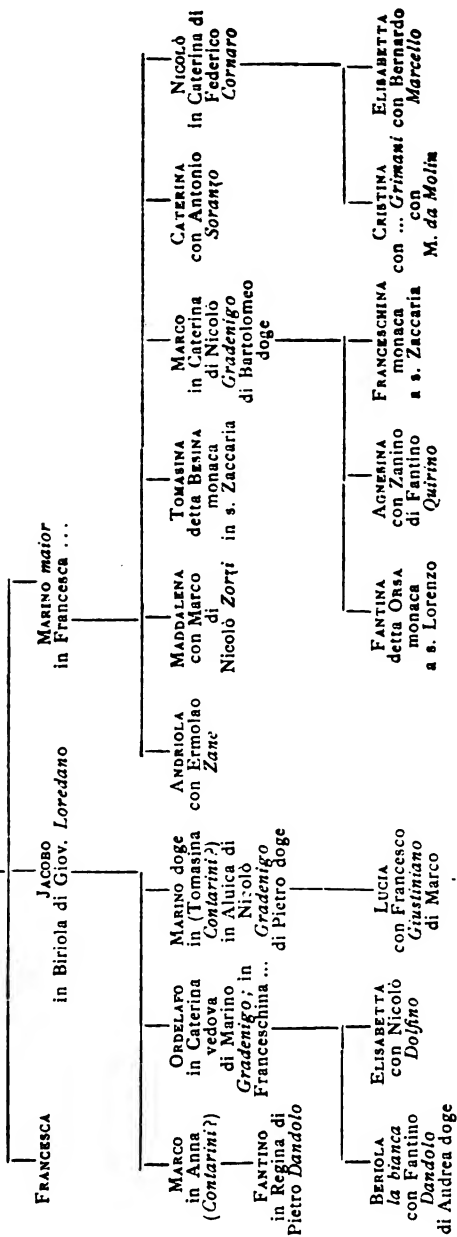 FRANCESCA
JACOBO
in Biriola di Giov. Loredano
MARINO maior
in Francesca ...
MARCO
in Anna
(Contarini?)
ORDELAFO
in Caterina
vedova
di Marino
Gradenigo; in
Franceschina ...
MARINO doge
in (Tomasina
Contarini?)
in Aluica di
Nicolò
Gradenigo
di Pietro doge
ANDRIOLA
con Ermolao
Zane
MADDALENA
con Marco
di
Nicolò Zorzi
TOMASINA
detta BESINA
monaca
in s. Zaccaria
MARCO
in Caterina
di Nicolò
Gradenigo
di Bartolomeo
doge
CATERINA
con Antonio
Soranzo
NICOLÒ
in Caterina di
Federico
Cornaro
FANTINO
in Regina di
Pietro Dandolo
BERIOLA
la bianca
con Fantino
Dandolo
di Andrea doge
ELISABETTA
con Nicolò
Dolfino
LUCIA
con Francesco
Giustiniano
di Marco
FANTINA
detta ORSA
monaca
a s. Lorenzo
AGNESINA
con Zanino
di Fantino
Quirino
FRANCESCHINA
monaca
a s. Zaccaria
CRISTINA
con ... Grimani
con
M. da Molin
ELISABETTA
con Bernardo
Marcello